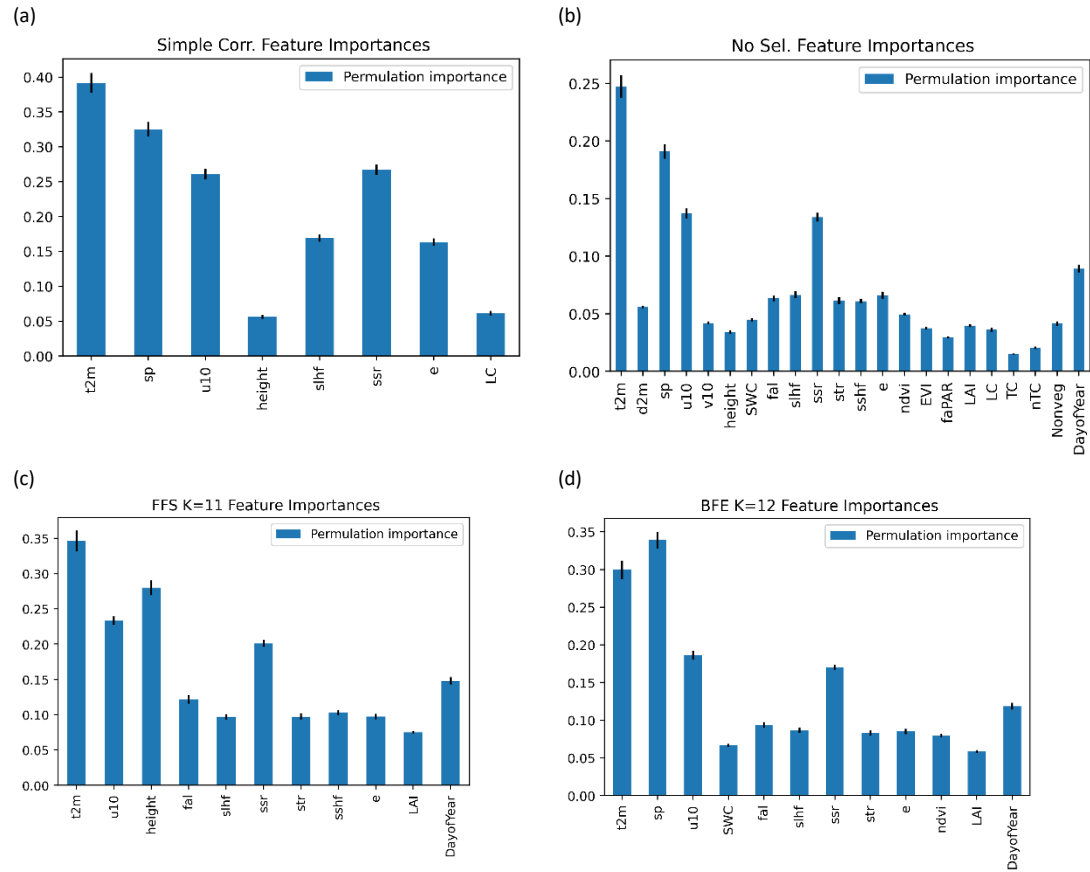 (a)
Simple Corr. Feature Importances
Permulation importance
0.40
0.35
0.30
0.25
0.20
0.15
0.10
0.05
0.00
t2m
sp
u10
height
slhf
ssr
e
LC
(b)
No Sel. Feature Importances
Permulation importance
0.25
0.20
0.15
0.10
0.05
0.00
t2m
d2m
sp
u10
v10
height
SWC
fal
slhf
ssr
str
sshf
e
ndvi
EVI
faPAR
LAI
LC
TC
nTC
Nonveg
DayofYear
(c)
FFS K=11 Feature Importances
Permulation importance
0.35
0.30
0.25
0.20
0.15
0.10
0.05
0.00
t2m
u10
height
fal
slhf
ssr
str
sshf
e
LAI
DayofYear
(d)
BFE K=12 Feature Importances
Permulation importance
0.35
0.30
0.25
0.20
0.15
0.10
0.05
0.00
t2m
sp
u10
SWC
fal
slhf
ssr
str
e
ndvi
LAI
DayofYear